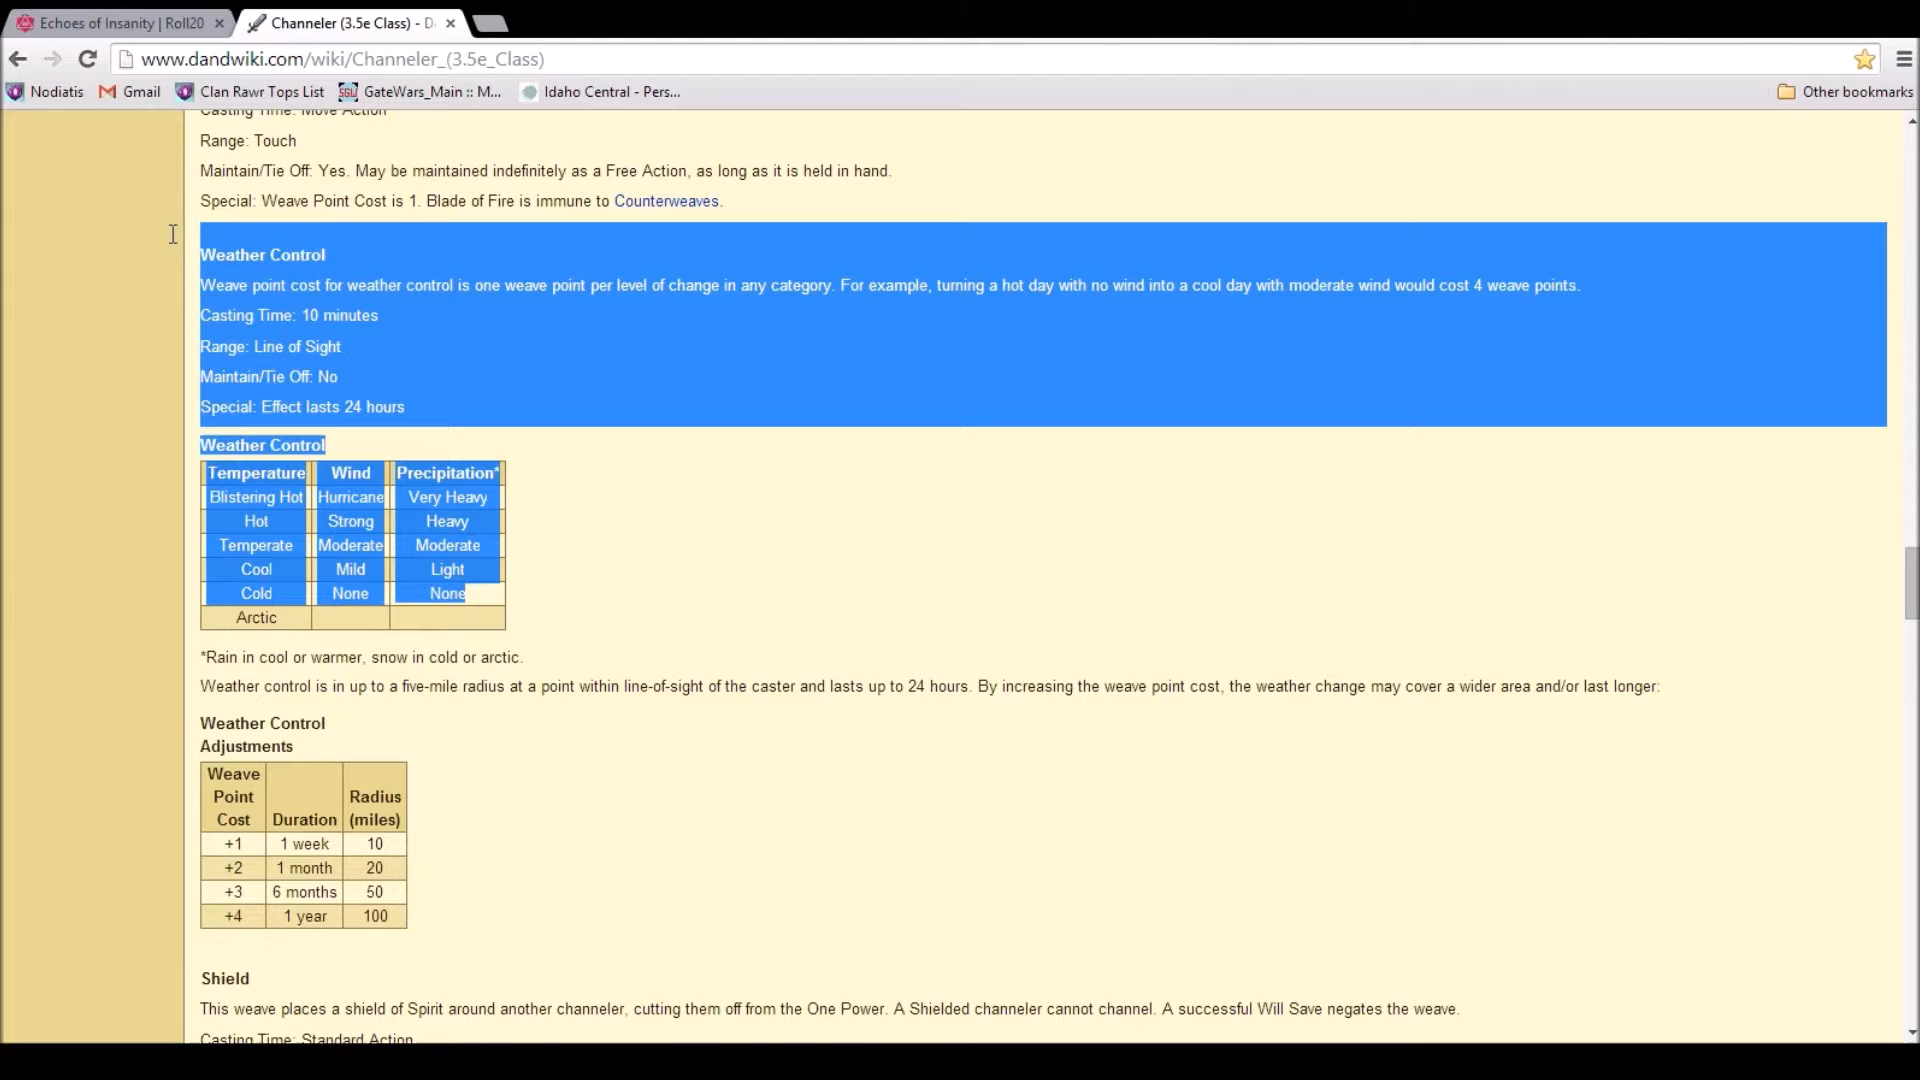 Echoes of Insanity | Roll20
Channeler (3.5e Class) - D
www.dandwiki.com/wiki/Channeler_(3.5e_Class)
Nodiatis
Gmail
Clan Rawr Tops List
GateWars_Main :: M...
Idaho Central - Pers...
Other bookmarks
Casting Time: Move Action
Range: Touch
Maintain/Tie Off: Yes. May be maintained indefinitely as a Free Action, as long as it is held in hand.
Special: Weave Point Cost is 1. Blade of Fire is immune to Counterweaves.
Weather Control
Weave point cost for weather control is one weave point per level of change in any category. For example, turning a hot day with no wind into a cool day with moderate wind would cost 4 weave points.
Casting Time: 10 minutes
Range: Line of Sight
Maintain/Tie Off: No
Special: Effect lasts 24 hours
Weather Control
Temperature Wind Precipitation*
Blistering Hot Hurricane Very Heavy
Hot Strong Heavy
Temperate Moderate Moderate
Cool Mild Light
Cold None None
Arctic
*Rain in cool or warmer, snow in cold or arctic.
Weather control is in up to a five-mile radius at a point within line-of-sight of the caster and lasts up to 24 hours. By increasing the weave point cost, the weather change may cover a wider area and/or last longer:
Weather Control
Adjustments
Weave
Point Radius
Cost Duration (miles)
+1 1 week 10
+2 1 month 20
+3 6 months 50
+4 1 year 100
Shield
This weave places a shield of Spirit around another channeler, cutting them off from the One Power. A Shielded channeler cannot channel. A successful Will Save negates the weave.
Casting Time: Standard Action